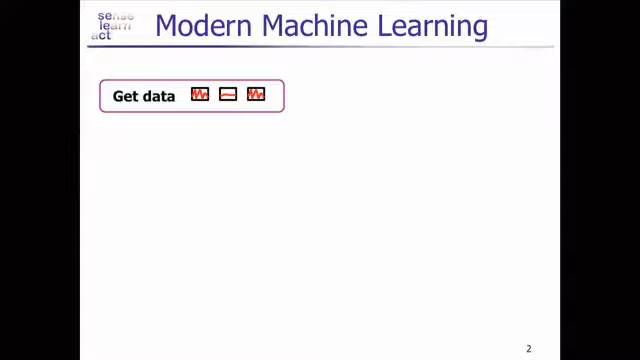 sense
learn
act
Modern Machine Learning
Get data
2